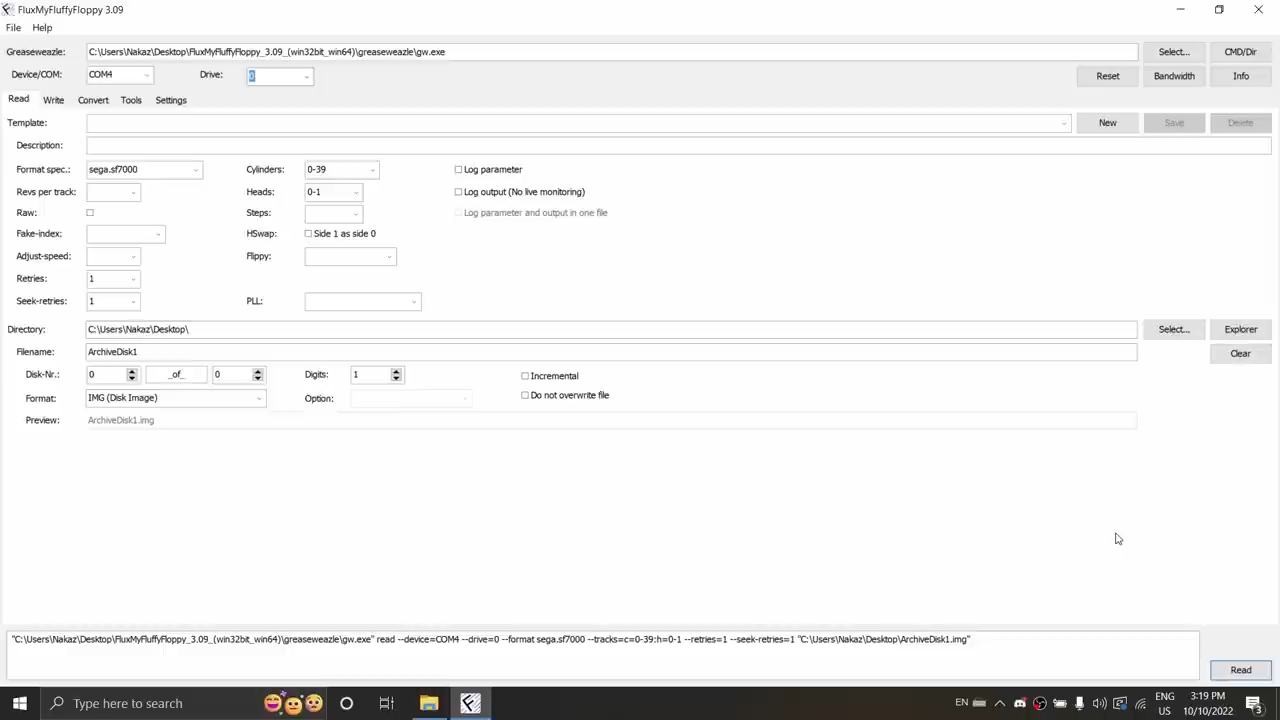 FluxMyFluffyFloppy 3.09
File Help
Greaseweazle: C:\Users\Nakaz\Desktop\FluxMyFluffyFloppy_3.09_(win32bit_win64)\greaseweazle\gw.exe Select... CMD/Dir
Device/COM: COM4 Drive: 0 Reset Bandwidth Info
Read Write Convert Tools Settings
Template: New Save Delete
Description:
Format spec.: sega.sf7000 Cylinders: 0-39 Log parameter
Revs per track: Heads: 0-1 Log output (No live monitoring)
Raw: Steps: Log parameter and output in one file
Fake-index: HSwap: Side 1 as side 0
Adjust-speed: Flippy:
Retries: 1
Seek-retries: 1 PLL:
Directory: C:\Users\Nakaz\Desktop\ Select... Explorer
Filename: ArchiveDisk1 Clear
Disk-Nr.: 0 _of_ 0 Digits: 1 Incremental
Format: IMG (Disk Image) Option: Do not overwrite file
Preview: ArchiveDisk1.img
"C:\Users\Nakaz\Desktop\FluxMyFluffyFloppy_3.09_(win32bit_win64)\greaseweazle\gw.exe" read --device=COM4 --drive=0 --format sega.sf7000 --tracks=c=0-39:h=0-1 --retries=1 --seek-retries=1 "C:\Users\Nakaz\Desktop\ArchiveDisk1.img"
Read
Type here to search EN ENG 3:19 PM
US 10/10/2022 3